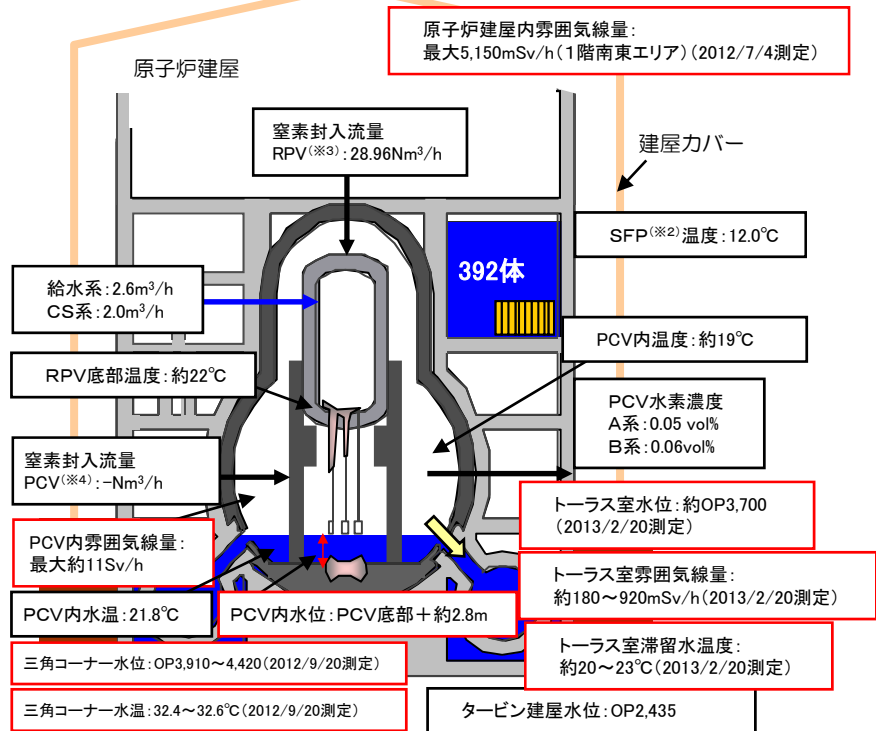 原子炉建屋内雰囲気線量：
最大5,150mSv/h（1階南東エリア）（2012/7/4測定）
原子炉建屋
窒素封入流量
RPV(※3)：28.96Nm³/h
建屋カバー
SFP(※2)温度：12.0℃
392体
給水系：2.6m³/h
CS系：2.0m³/h
PCV内温度：約19℃
RPV底部温度：約22℃
PCV水素濃度
A系：0.05 vol%
B系：0.06vol%
窒素封入流量
PCV(※4)：-Nm³/h
トーラス室水位：約OP3,700
（2013/2/20測定）
PCV内雰囲気線量：
最大約11Sv/h
トーラス室雰囲気線量：
約180～920mSv/h（2013/2/20測定）
PCV内水温：21.8℃
PCV内水位：PCV底部＋約2.8m
トーラス室滞留水温度：
約20～23℃（2013/2/20測定）
三角コーナー水位：OP3,910～4,420（2012/9/20測定）
三角コーナー水温：32.4～32.6℃（2012/9/20測定）
タービン建屋水位：OP2,435